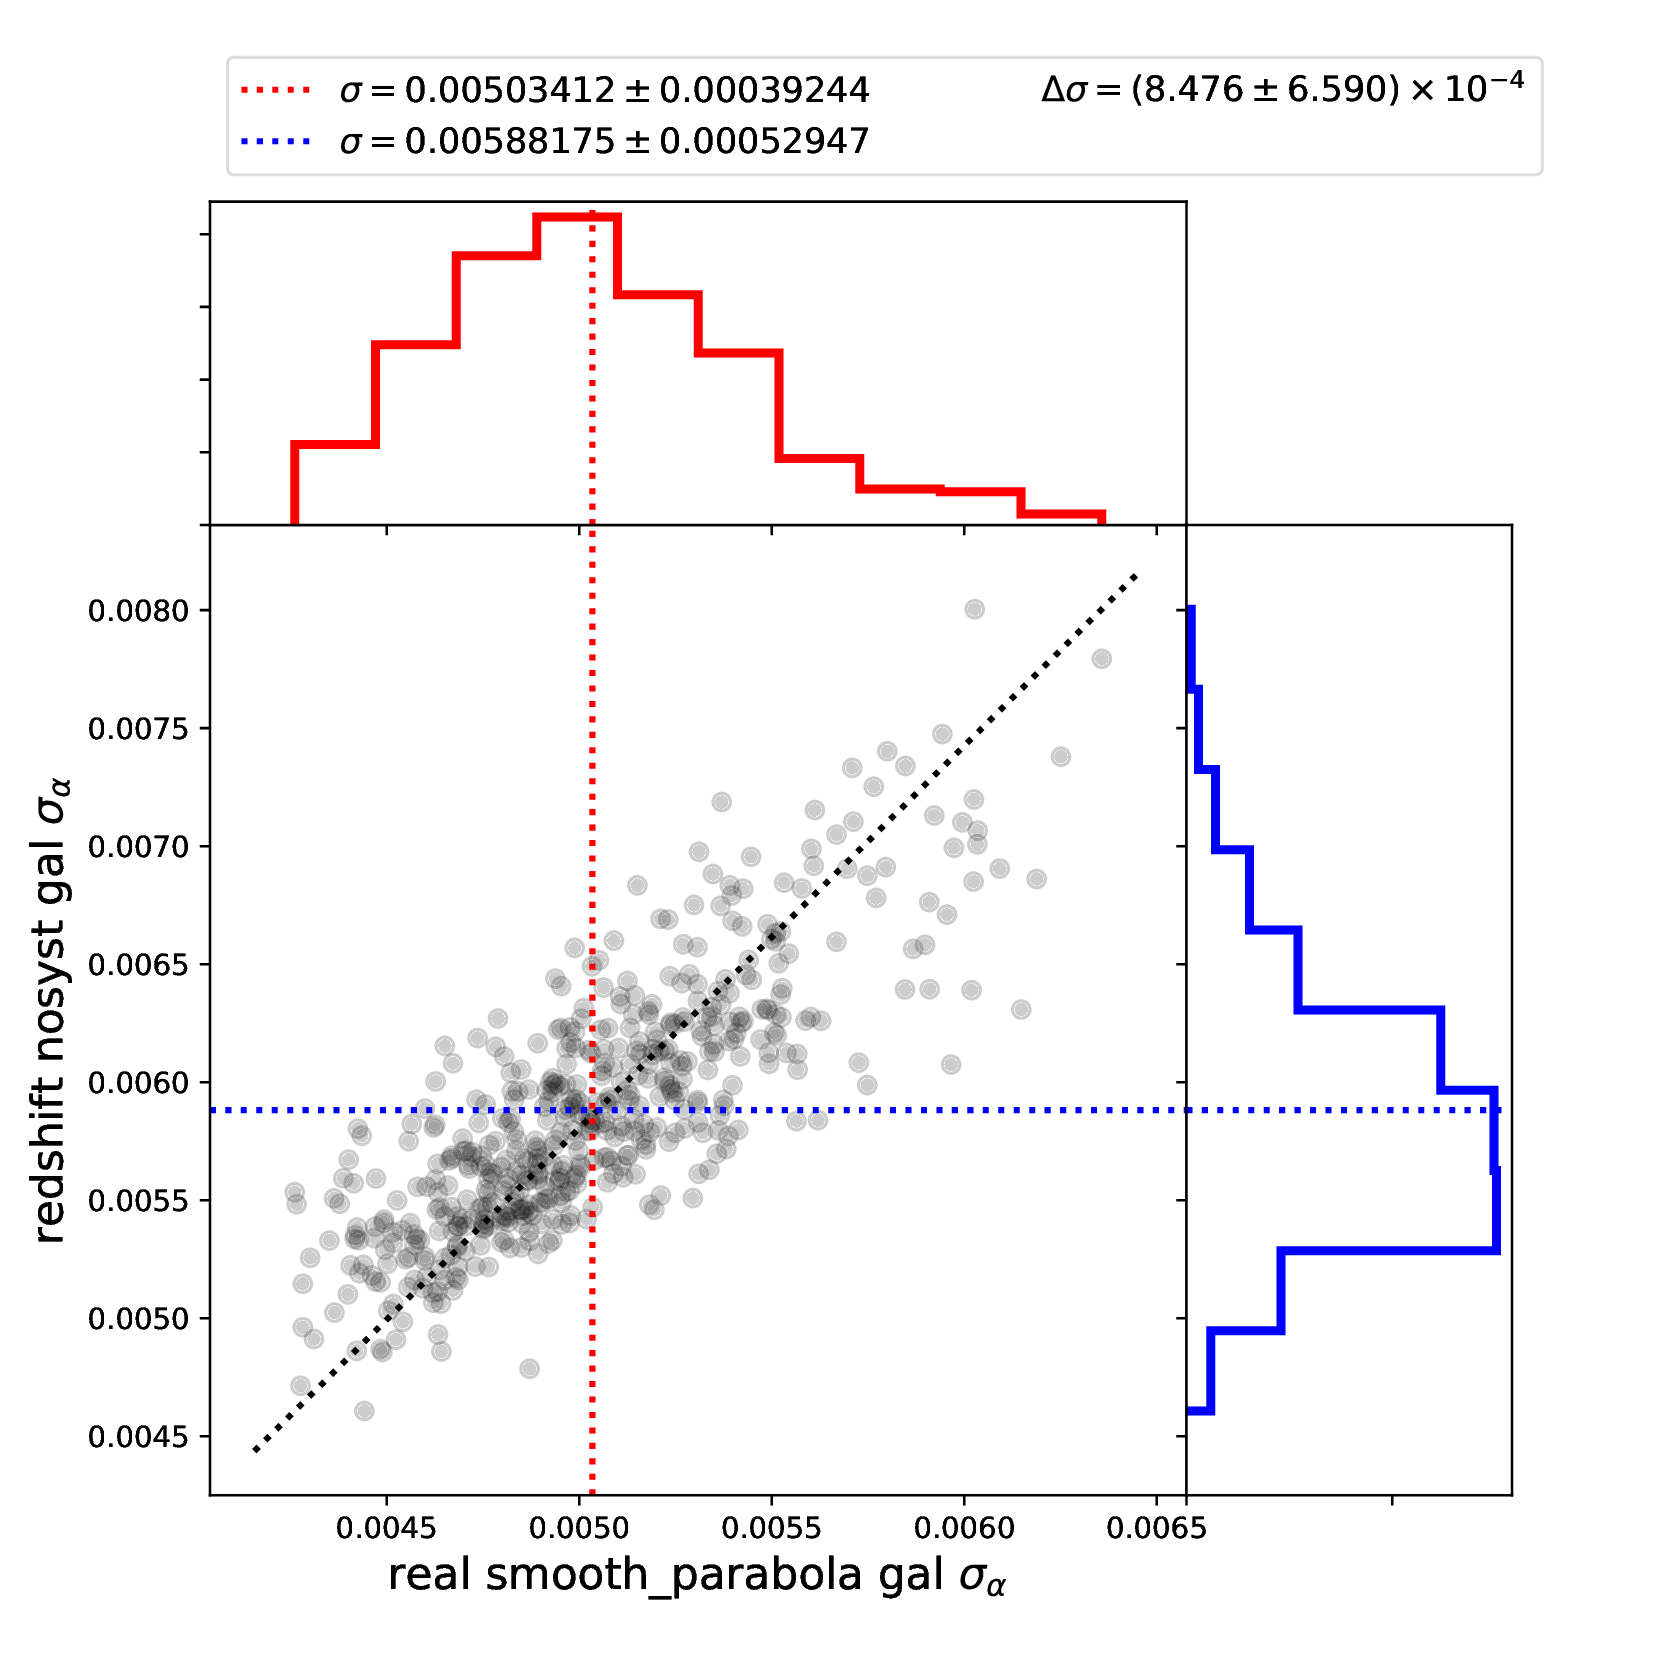 σ = 0.00503412 ± 0.00039244
Δσ = (8.476 ± 6.590) × 10⁻⁴
σ = 0.00588175 ± 0.00052947
0.0080
0.0075
0.0070
0.0065
0.0060
0.0055
0.0050
0.0045
redshift nosyst gal σ_α
0.0045 0.0050 0.0055 0.0060 0.0065
real smooth_parabola gal σ_α